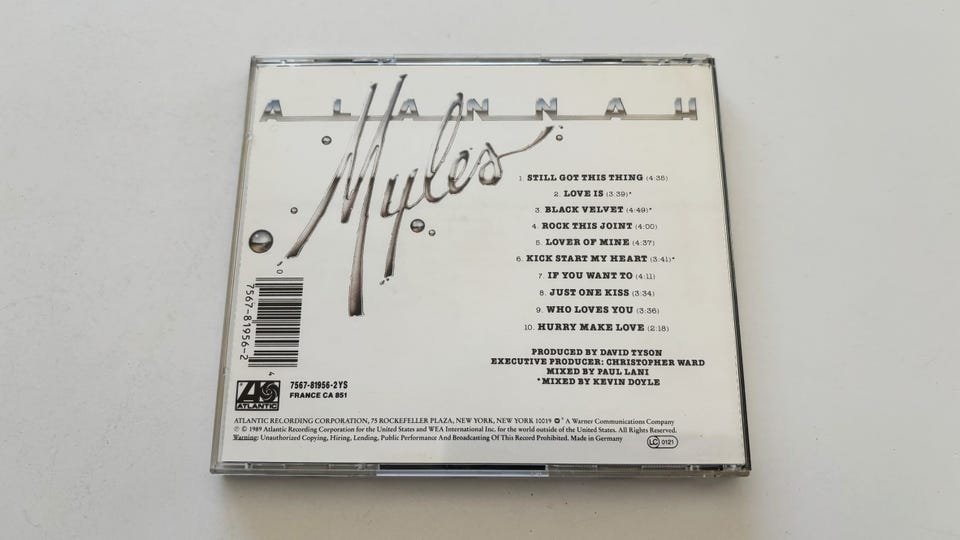 ALANNAH
Myles
1. STILL GOT THIS THING (4:35)
2. LOVE IS (3:39)*
3. BLACK VELVET (4:49)*
4. ROCK THIS JOINT (4:00)
5. LOVER OF MINE (4:37)
6. KICK START MY HEART (3:41)*
7. IF YOU WANT TO (4:11)
8. JUST ONE KISS (3:34)
9. WHO LOVES YOU (3:36)
10. HURRY MAKE LOVE (2:18)
PRODUCED BY DAVID TYSON
EXECUTIVE PRODUCER: CHRISTOPHER WARD
MIXED BY PAUL LANI
*MIXED BY KEVIN DOYLE
0
7567-81956-2
4
ATLANTIC
7567-81956-2YS
FRANCE CA 851
ATLANTIC RECORDING CORPORATION, 75 ROCKEFELLER PLAZA, NEW YORK, NEW YORK 10019 A Warner Communications Company
℗ © 1989 Atlantic Recording Corporation for the United States and WEA International Inc. for the world outside of the United States. All Rights Reserved.
Warning: Unauthorized Copying, Hiring, Lending, Public Performance And Broadcasting Of This Record Prohibited. Made in Germany
LC 0121